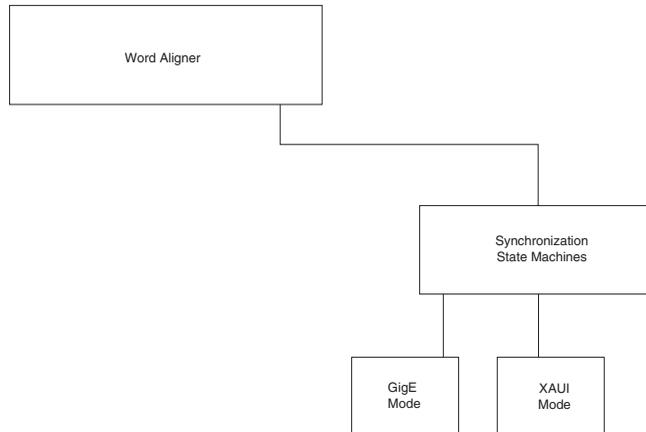 Word Aligner
Synchronization
State Machines
GigE
Mode
XAUI
Mode